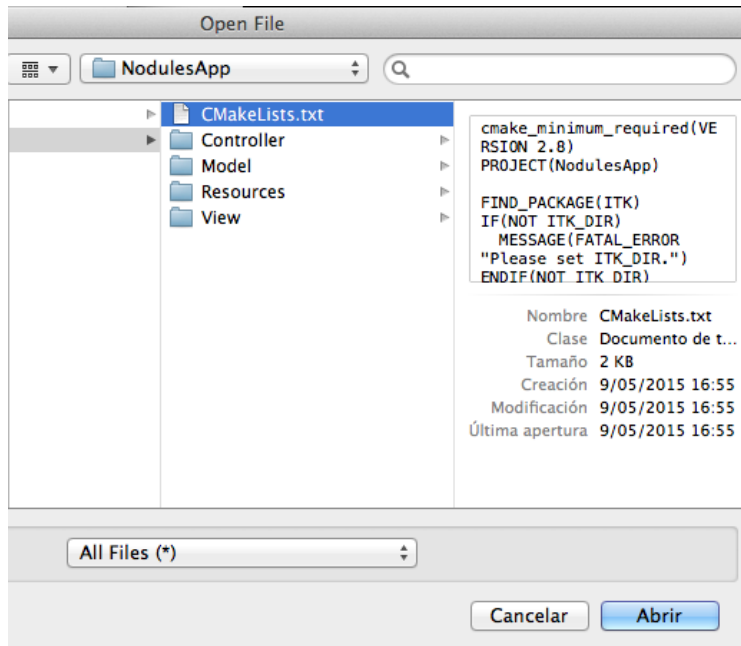 Open File
NodulesApp
CMakeLists.txt
Controller
Model
Resources
View
cmake_minimum_required(VE
RSION 2.8)
PROJECT(NodulesApp)
FIND_PACKAGE(ITK)
IF(NOT ITK_DIR)
MESSAGE(FATAL_ERROR
"Please set ITK_DIR.")
ENDIF(NOT ITK_DIR)
Nombre CMakeLists.txt
Clase Documento de t...
Tamaño 2 KB
Creación 9/05/2015 16:55
Modificación 9/05/2015 16:55
Última apertura 9/05/2015 16:55
All Files (*)
Cancelar Abrir